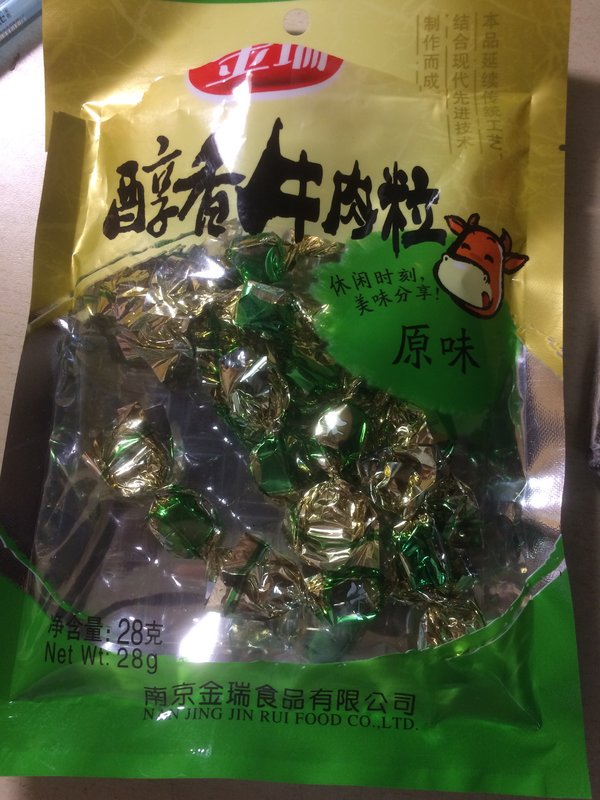 金瑞
本品延续传统工艺，
结合现代先进技术
制作而成
醇香牛肉粒
休闲时刻，
美味分享！
原味
净含量：28克
Net Wt: 28g
南京金瑞食品有限公司
NAN JING JIN RUI FOOD CO.,LTD.